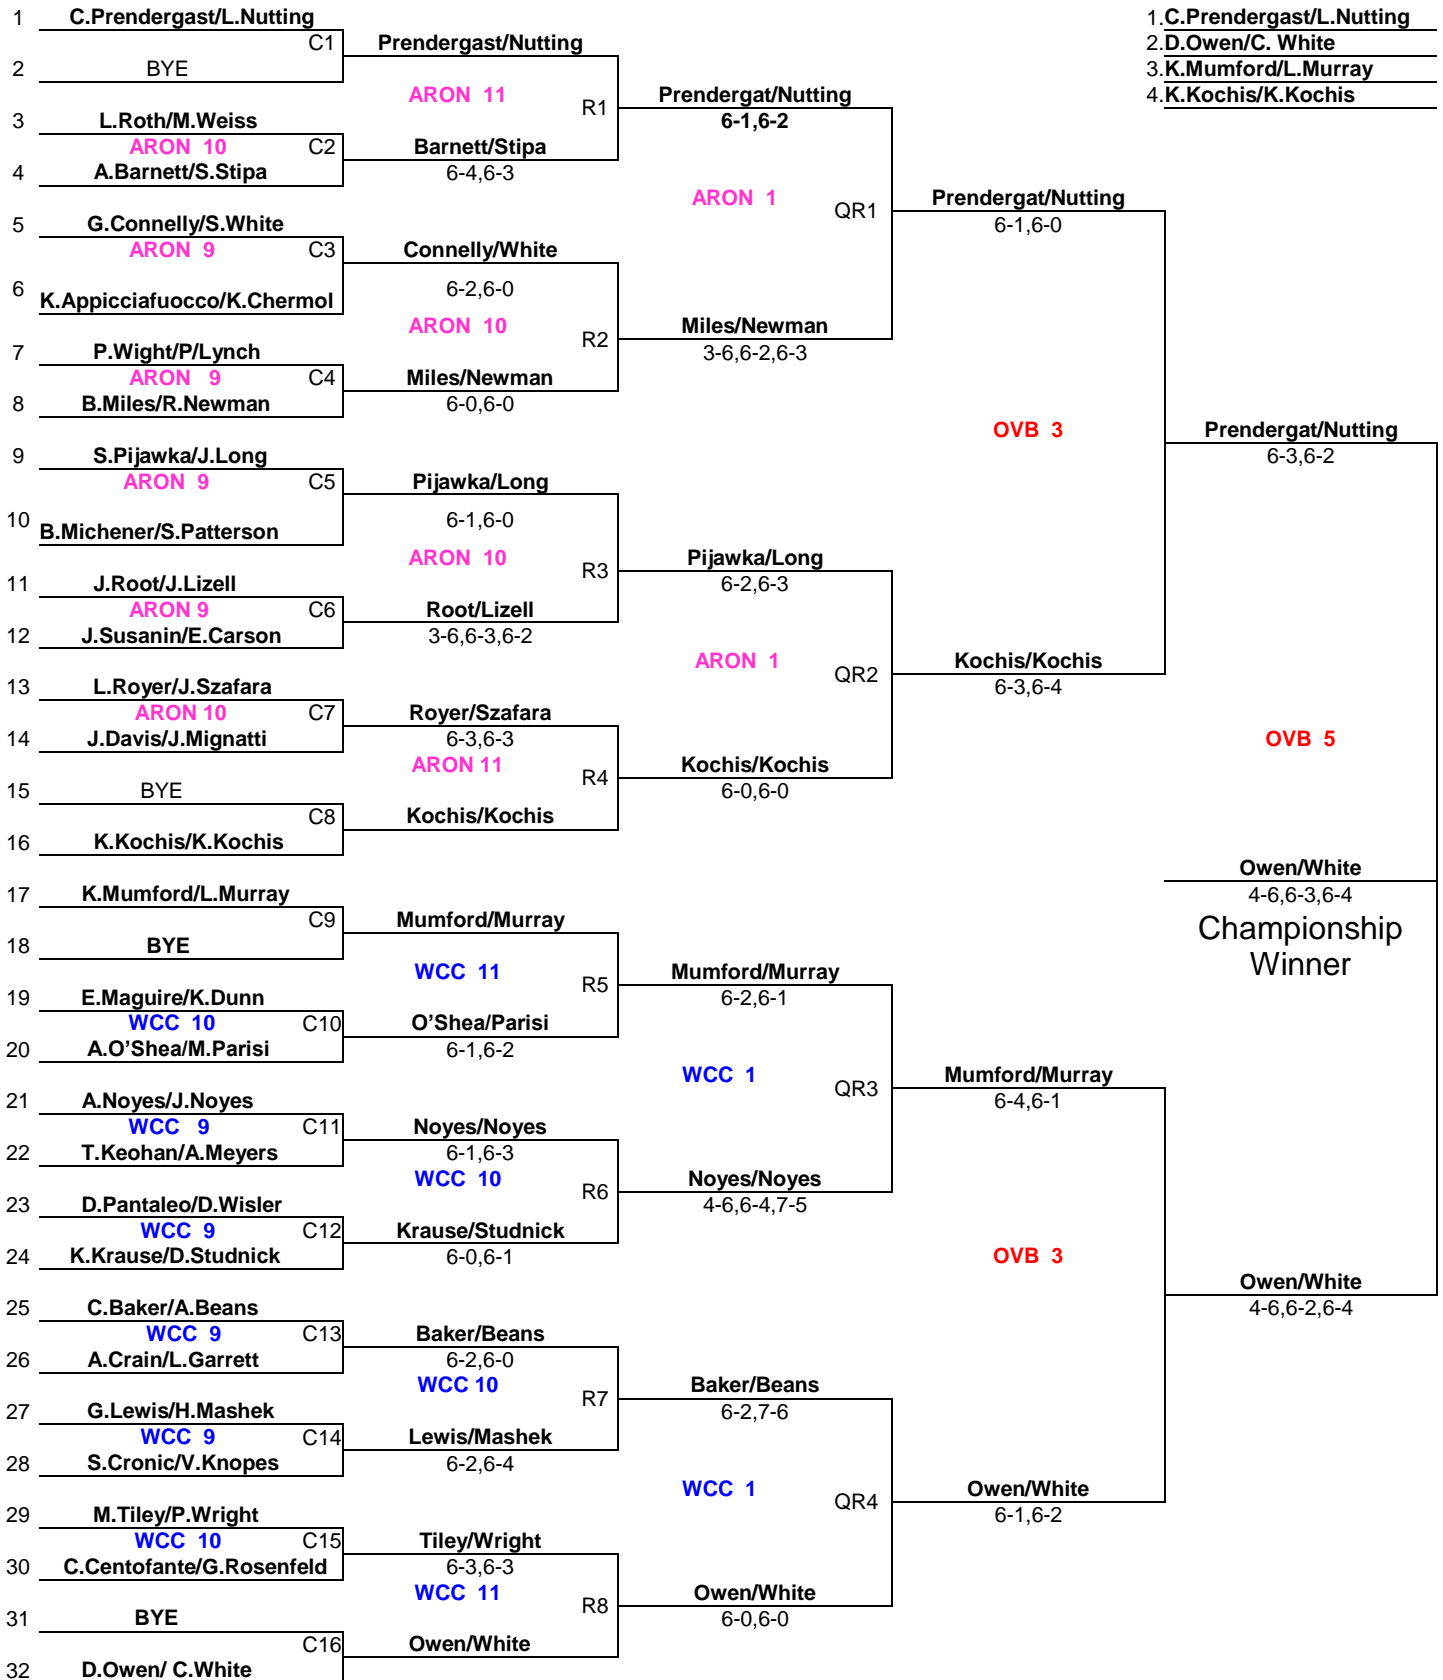 1 C.Prendergast/L.Nutting
C1
2 BYE
Prendergast/Nutting
ARON 11
R1
3 L.Roth/M.Weiss
ARON 10 C2
4 A.Barnett/S.Stipa
Barnett/Stipa
6-4,6-3
Prendergat/Nutting
6-1,6-2
ARON 1
QR1
5 G.Connelly/S.White
ARON 9 C3
6 K.Appicciafuocco/K.Chermol
Connelly/White
6-2,6-0
ARON 10
R2
7 P.Wight/P/Lynch
ARON 9 C4
8 B.Miles/R.Newman
Miles/Newman
6-0,6-0
Miles/Newman
3-6,6-2,6-3
Prendergat/Nutting
6-1,6-0
OVB 3
9 S.Pijawka/J.Long
ARON 9 C5
10 B.Michener/S.Patterson
Pijawka/Long
6-1,6-0
ARON 10
R3
11 J.Root/J.Lizell
ARON 9 C6
12 J.Susanin/E.Carson
Root/Lizell
3-6,6-3,6-2
Pijawka/Long
6-2,6-3
ARON 1
QR2
13 L.Royer/J.Szafara
ARON 10 C7
14 J.Davis/J.Mignatti
Royer/Szafara
6-3,6-3
ARON 11
R4
15 BYE
C8
16 K.Kochis/K.Kochis
Kochis/Kochis
Kochis/Kochis
6-0,6-0
Kochis/Kochis
6-3,6-4
Prendergat/Nutting
6-3,6-2
OVB 5
17 K.Mumford/L.Murray
C9
18 BYE
Mumford/Murray
WCC 11
R5
19 E.Maguire/K.Dunn
WCC 10 C10
20 A.O'Shea/M.Parisi
O'Shea/Parisi
6-1,6-2
Mumford/Murray
6-2,6-1
WCC 1
QR3
21 A.Noyes/J.Noyes
WCC 9 C11
22 T.Keohan/A.Meyers
Noyes/Noyes
6-1,6-3
WCC 10
R6
23 D.Pantaleo/D.Wisler
WCC 9 C12
24 K.Krause/D.Studnick
Krause/Studnick
6-0,6-1
Noyes/Noyes
4-6,6-4,7-5
Mumford/Murray
6-4,6-1
OVB 3
25 C.Baker/A.Beans
WCC 9 C13
26 A.Crain/L.Garrett
Baker/Beans
6-2,6-0
WCC 10
R7
27 G.Lewis/H.Mashek
WCC 9 C14
28 S.Cronic/V.Knopes
Lewis/Mashek
6-2,6-4
Baker/Beans
6-2,7-6
WCC 1
QR4
29 M.Tiley/P.Wright
WCC 10 C15
30 C.Centofante/G.Rosenfeld
Tiley/Wright
6-3,6-3
WCC 11
R8
31 BYE
C16
32 D.Owen/ C.White
Owen/White
Owen/White
6-0,6-0
Owen/White
6-1,6-2
Owen/White
4-6,6-2,6-4
Owen/White
4-6,6-3,6-4
Championship
Winner
1.C.Prendergast/L.Nutting
2.D.Owen/C. White
3.K.Mumford/L.Murray
4.K.Kochis/K.Kochis